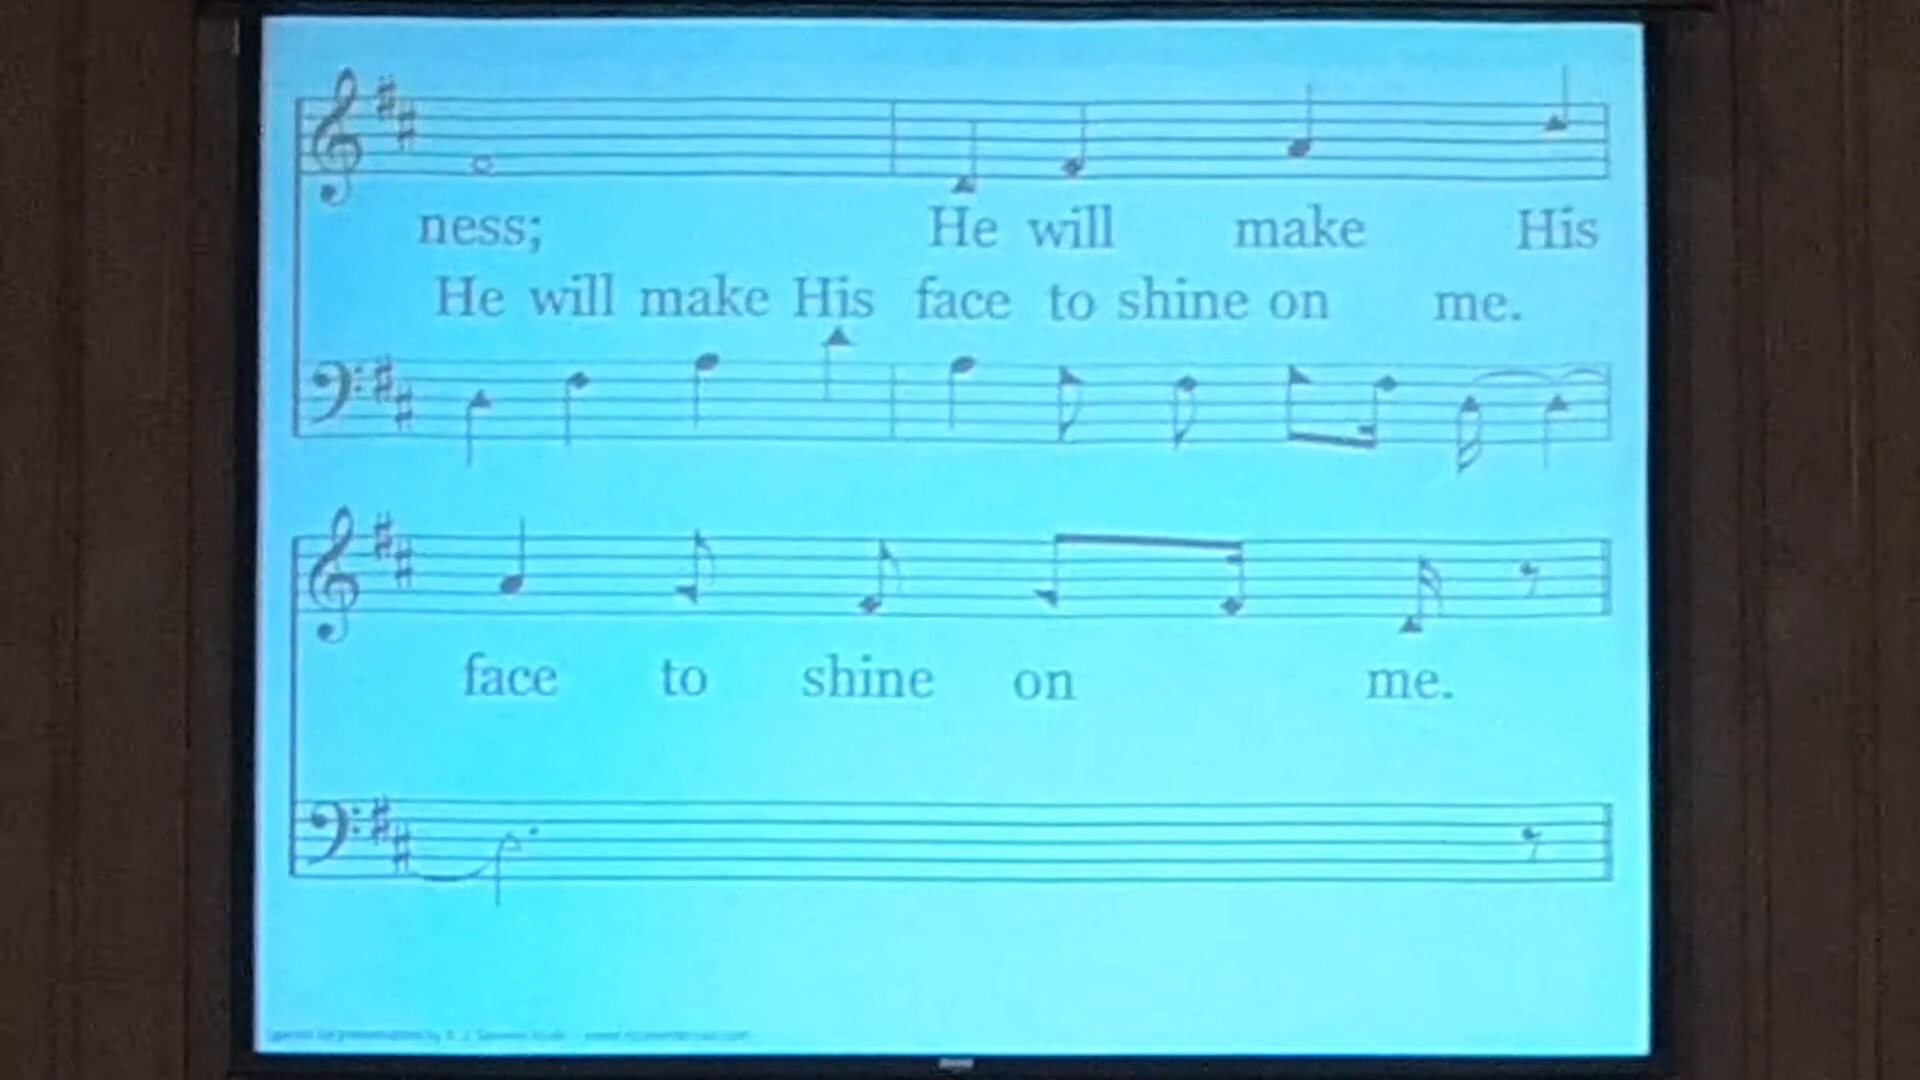 ness; He will make His
He will make His face to shine on me.
face to shine on me.